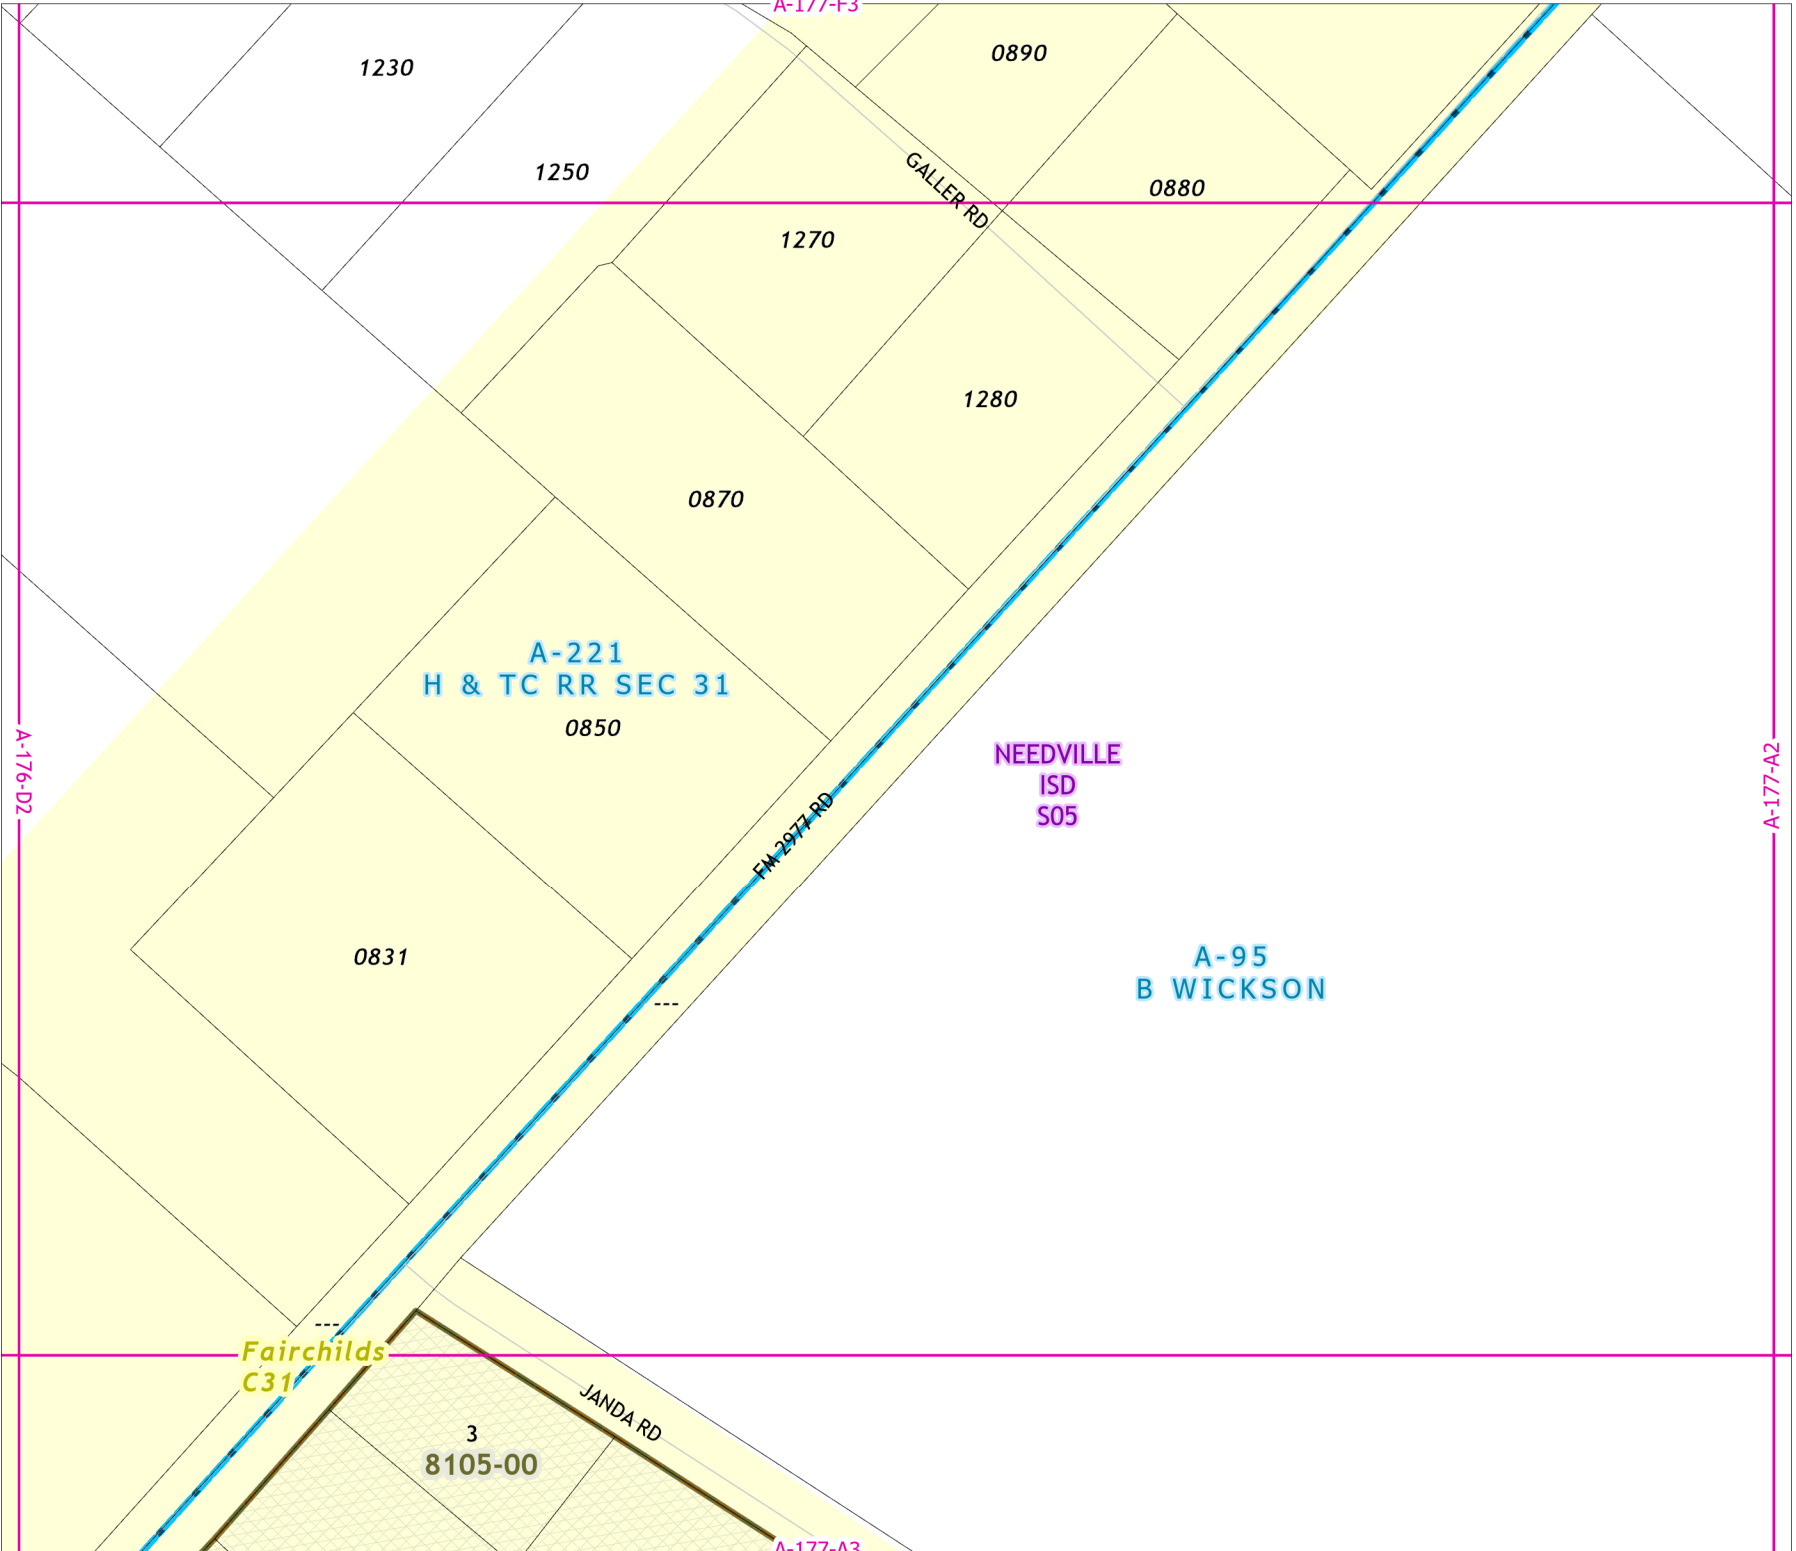 A-177-F3
1230
0890
1250
GALLER RD
0880
1270
1280
0870
A-221
H & TC RR SEC 31
0850
NEEDVILLE
ISD
S05
A-176-D2
A-177-A2
FM 2977 RD
0831
A-95
B WICKSON
---
---
Fairchilds
C31
JANDA RD
3
8105-00
A-177-A3